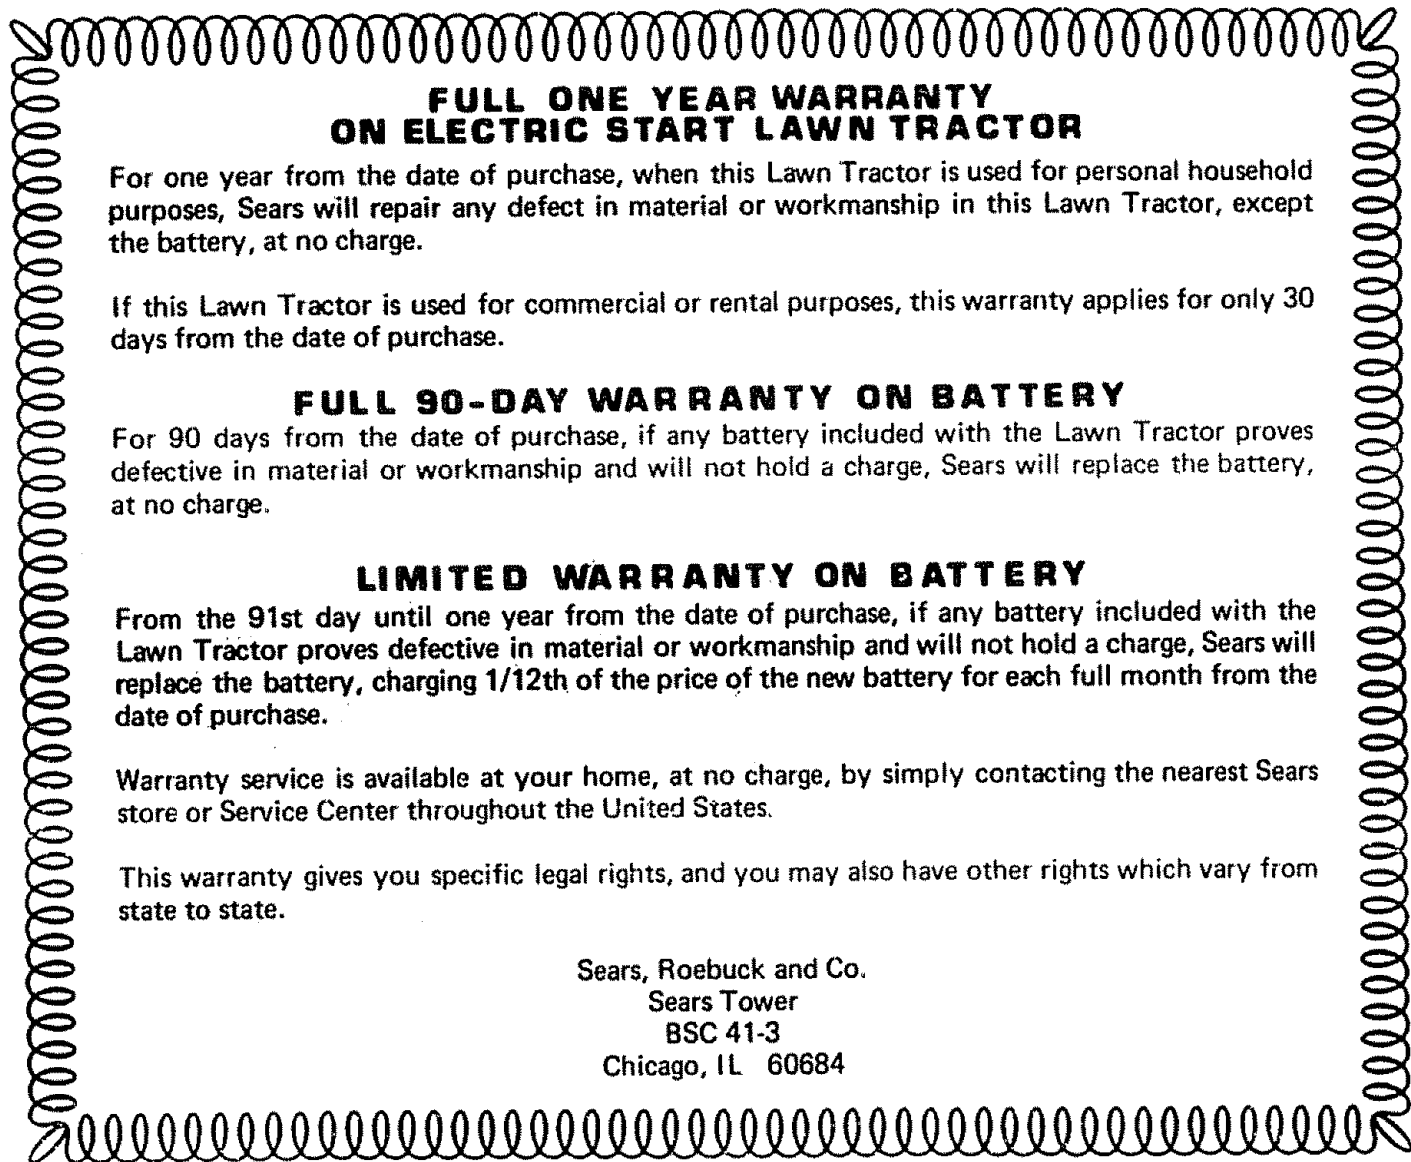 FULL ONE YEAR WARRANTY
ON ELECTRIC START LAWN TRACTOR
For one year from the date of purchase, when this Lawn Tractor is used for personal household
purposes, Sears will repair any defect in material or workmanship in this Lawn Tractor, except
the battery, at no charge.
If this Lawn Tractor is used for commercial or rental purposes, this warranty applies for only 30
days from the date of purchase.
FULL 90-DAY WARRANTY ON BATTERY
For 90 days from the date of purchase, if any battery included with the Lawn Tractor proves
defective in material or workmanship and will not hold a charge, Sears will replace the battery,
at no charge.
LIMITED WARRANTY ON BATTERY
From the 91st day until one year from the date of purchase, if any battery included with the
Lawn Tractor proves defective in material or workmanship and will not hold a charge, Sears will
replace the battery, charging 1/12th of the price of the new battery for each full month from the
date of purchase.
Warranty service is available at your home, at no charge, by simply contacting the nearest Sears
store or Service Center throughout the United States.
This warranty gives you specific legal rights, and you may also have other rights which vary from
state to state.
Sears, Roebuck and Co.
Sears Tower
BSC 41-3
Chicago, IL 60684